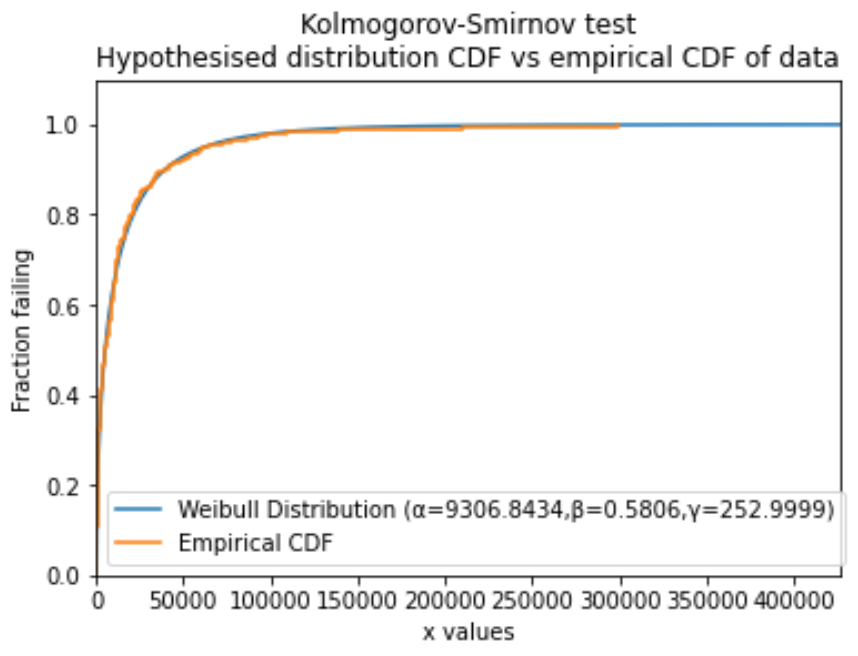 Kolmogorov-Smirnov test
Hypothesised distribution CDF vs empirical CDF of data
1.0
0.8
0.6
0.4
0.2
0.0
Fraction failing
Weibull Distribution (α=9306.8434,β=0.5806,γ=252.9999)
Empirical CDF
0 50000 100000 150000 200000 250000 300000 350000 400000
x values